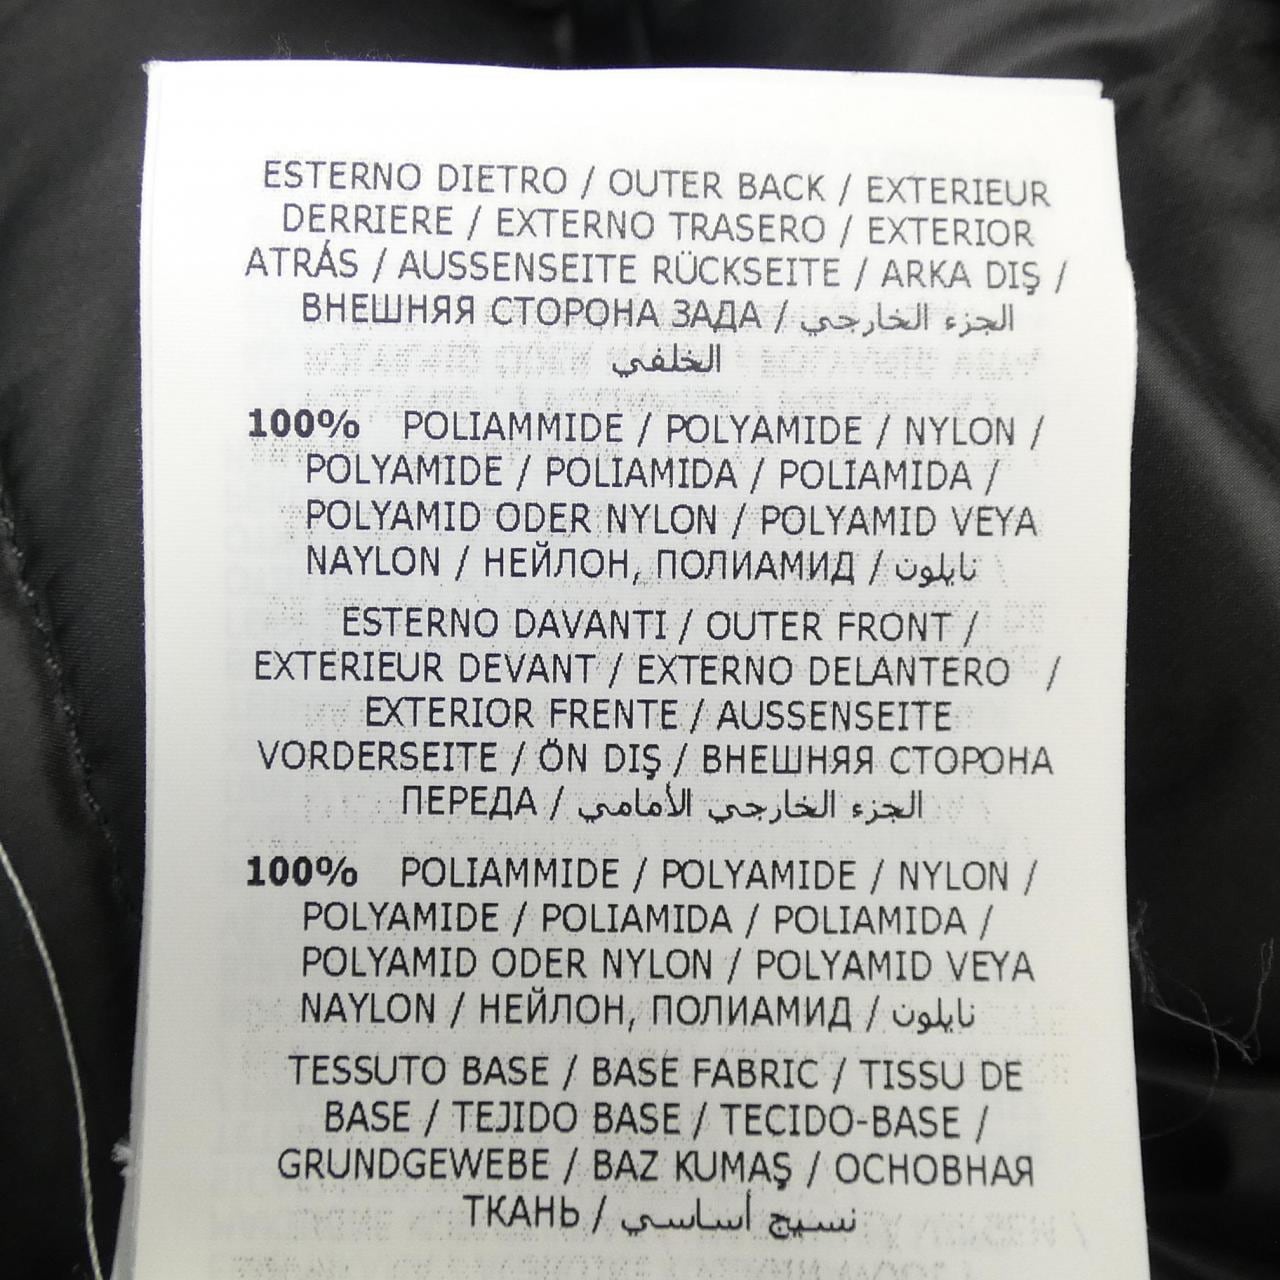 ESTERNO DIETRO / OUTER BACK / EXTERIEUR
DERRIERE / EXTERNO TRASERO / EXTERIOR
ATRÁS / AUSSENSEITE RÜCKSEITE / ARKA DIŞ /
ВНЕШНЯЯ СТОРОНА ЗАДА / الجزء الخارجي
الخلفي
100% POLIAMMIDE / POLYAMIDE / NYLON /
POLYAMIDE / POLIAMIDA / POLIAMIDA /
POLYAMID ODER NYLON / POLYAMID VEYA
NAYLON / НЕЙЛОН, ПОЛИАМИД / نايلون
ESTERNO DAVANTI / OUTER FRONT /
EXTERIEUR DEVANT / EXTERNO DELANTERO /
EXTERIOR FRENTE / AUSSENSEITE
VORDERSEITE / ÖN DIŞ / ВНЕШНЯЯ СТОРОНА
ПЕРЕДА / الجزء الخارجي الأمامي
100% POLIAMMIDE / POLYAMIDE / NYLON /
POLYAMIDE / POLIAMIDA / POLIAMIDA /
POLYAMID ODER NYLON / POLYAMID VEYA
NAYLON / НЕЙЛОН, ПОЛИАМИД / نايلون
TESSUTO BASE / BASE FABRIC / TISSU DE
BASE / TEJIDO BASE / TECIDO-BASE /
GRUNDGEWEBE / BAZ KUMAŞ / ОСНОВНАЯ
ТКАНЬ / نسيج أساسي